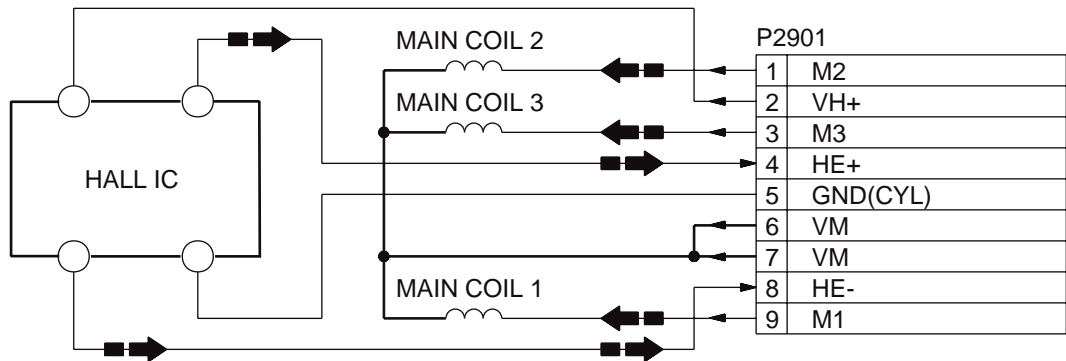 P2901
MAIN COIL 2
1 M2
2 VH+
MAIN COIL 3
3 M3
4 HE+
HALL IC
5 GND(CYL)
6 VM
7 VM
MAIN COIL 1
8 HE-
9 M1